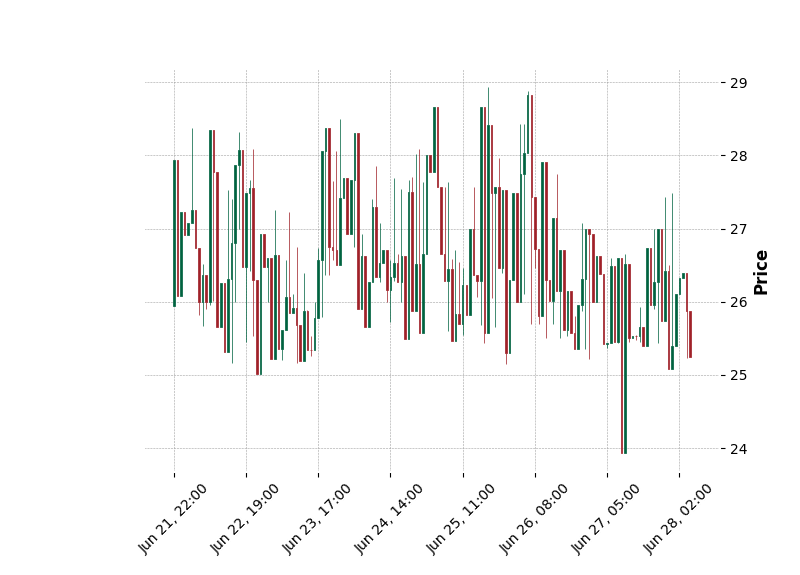 29
28
27
26
25
24
Price
Jun 21, 22:00
Jun 22, 19:00
Jun 23, 17:00
Jun 24, 14:00
Jun 25, 11:00
Jun 26, 08:00
Jun 27, 05:00
Jun 28, 02:00